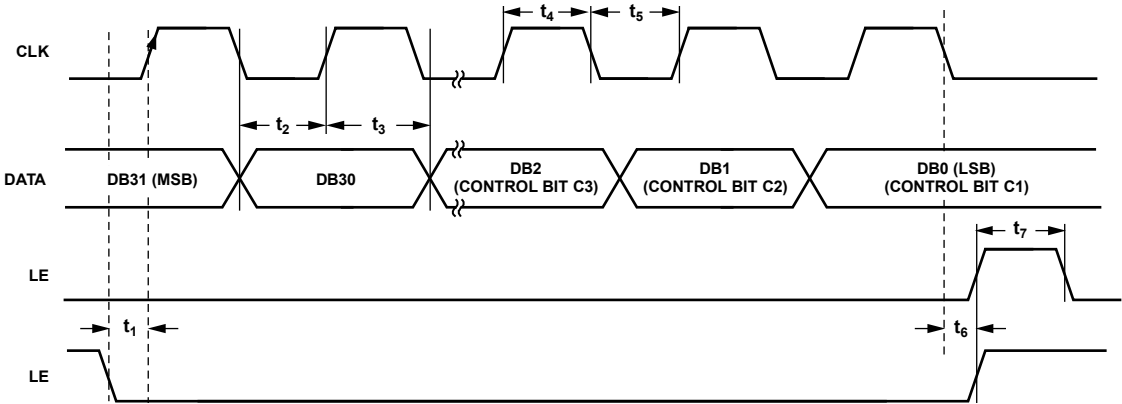 t4 t5
CLK
t2 t3
DATA DB31 (MSB) DB30 DB2 DB1 DB0 (LSB)
(CONTROL BIT C3) (CONTROL BIT C2) (CONTROL BIT C1)
t7
LE
t1 t6
LE